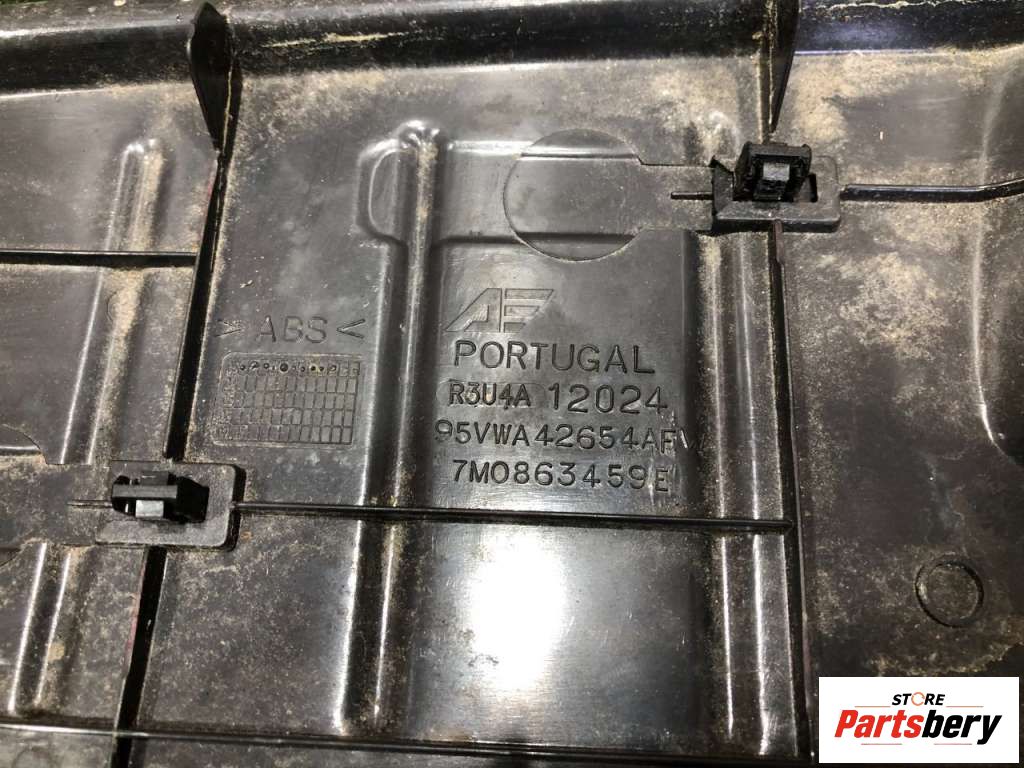 >ABS<
AE
PORTUGAL
R3U4A 12024
95VWA42654AF
7M0863459E
STORE
Partsbery